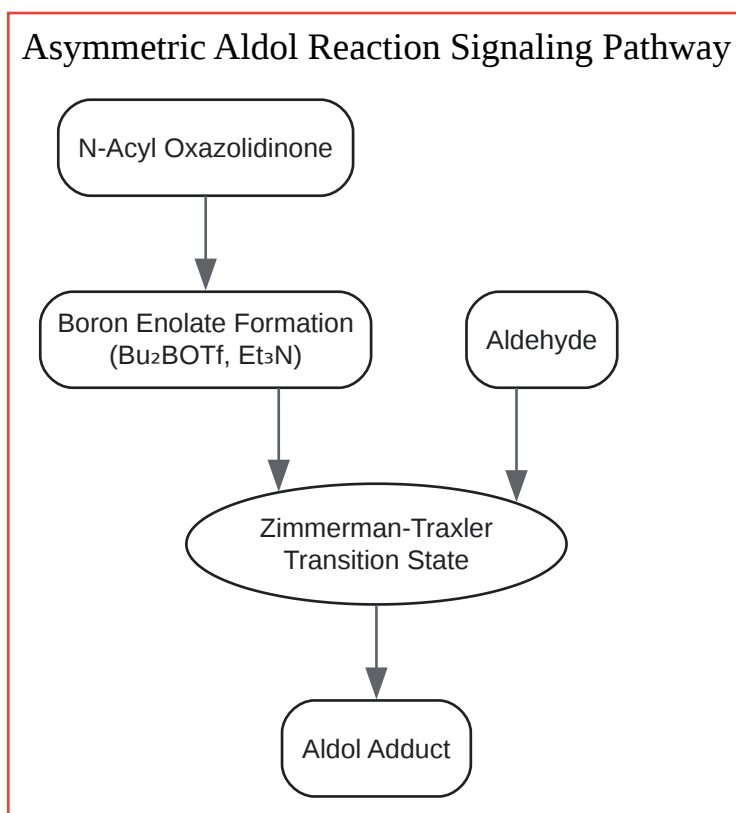 Asymmetric Aldol Reaction Signaling Pathway
N-Acyl Oxazolidinone
Boron Enolate Formation
(Bu₂BOTf, Et₃N)
Aldehyde
Zimmerman-Traxler
Transition State
Aldol Adduct